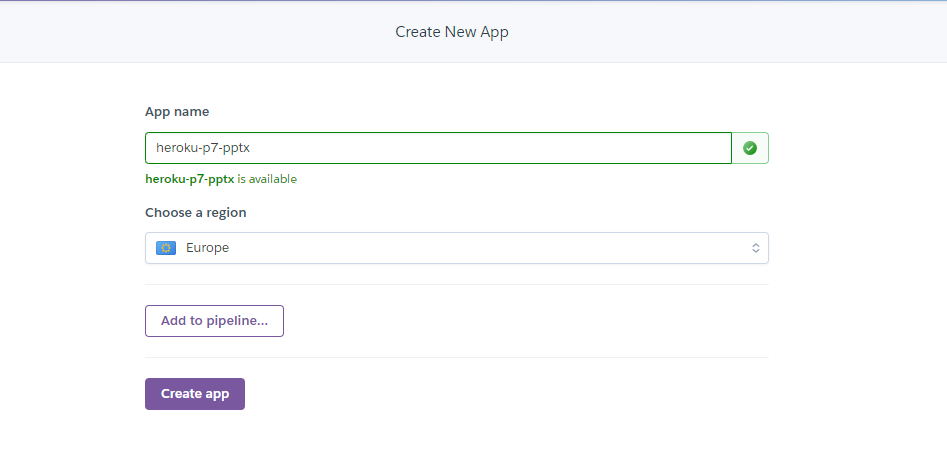 Create New App
App name
heroku-p7-pptx
heroku-p7-pptx is available
Choose a region
Europe
Add to pipeline...
Create app